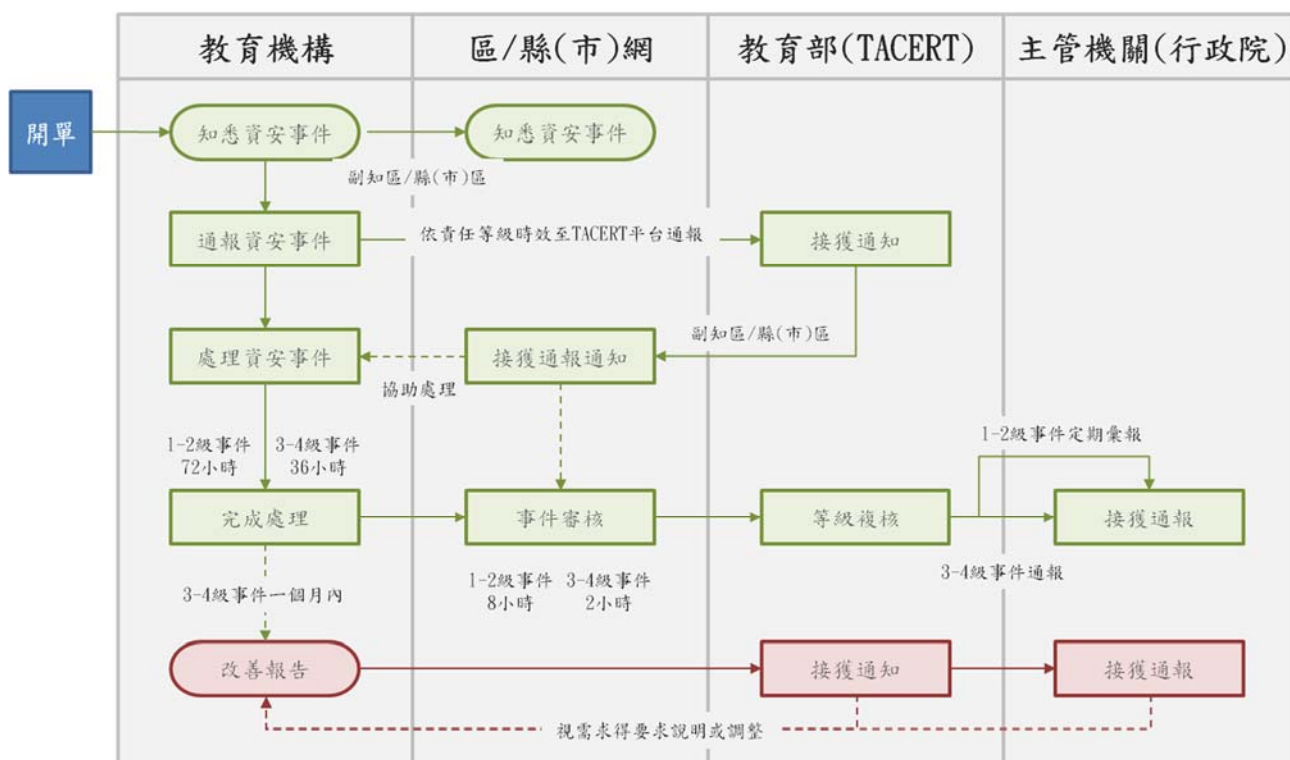 教育機構
區/縣(市)網
教育部(TACERT)
主管機關(行政院)
開單
知悉資安事件
知悉資安事件
副知區/縣(市)區
通報資安事件
依責任等級時效至TACERT平台通報
接獲通知
副知區/縣(市)區
處理資安事件
接獲通報通知
協助處理
1-2級事件
72小時
3-4級事件
36小時
1-2級事件定期彙報
完成處理
事件審核
等級複核
接獲通報
3-4級事件通報
1-2級事件
8小時
3-4級事件
2小時
3-4級事件一個月內
改善報告
接獲通知
接獲通報
視需求得要求說明或調整